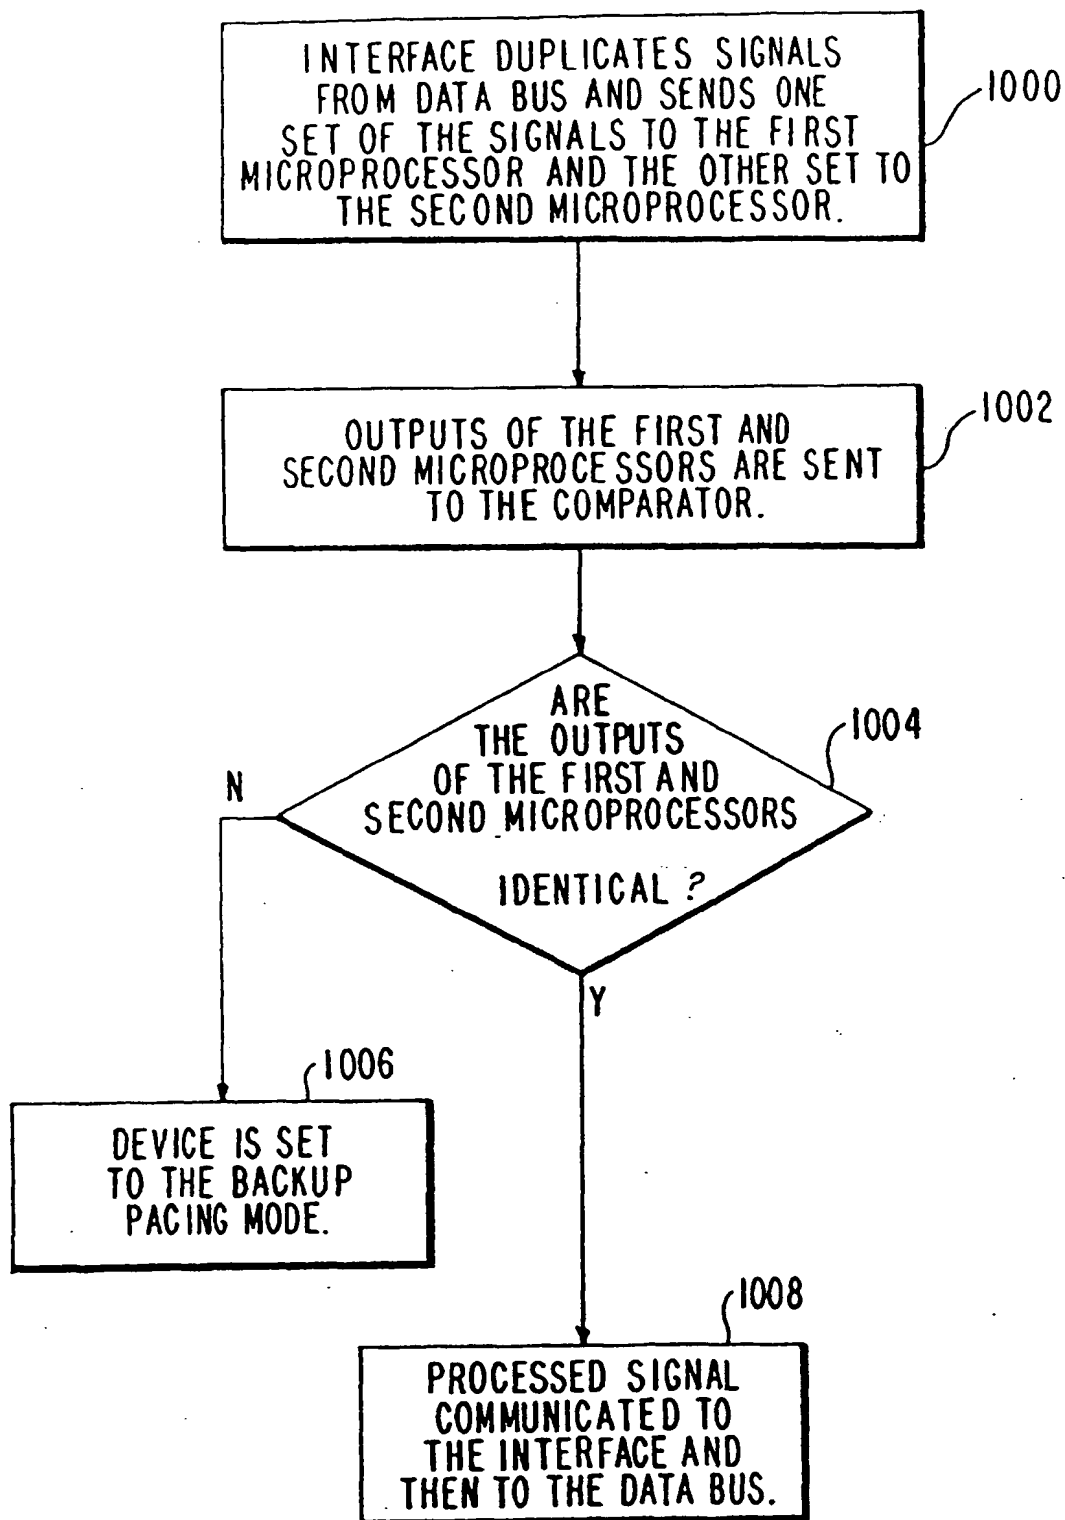 INTERFACE DUPLICATES SIGNALS
FROM DATA BUS AND SENDS ONE
SET OF THE SIGNALS TO THE FIRST
MICROPROCESSOR AND THE OTHER SET TO
THE SECOND MICROPROCESSOR.
1000
OUTPUTS OF THE FIRST AND
SECOND MICROPROCESSORS ARE SENT
TO THE COMPARATOR.
1002
ARE
THE OUTPUTS
OF THE FIRST AND
SECOND MICROPROCESSORS
IDENTICAL ?
1004
N
Y
1006
DEVICE IS SET
TO THE BACKUP
PACING MODE.
1008
PROCESSED SIGNAL
COMMUNICATED TO
THE INTERFACE AND
THEN TO THE DATA BUS.